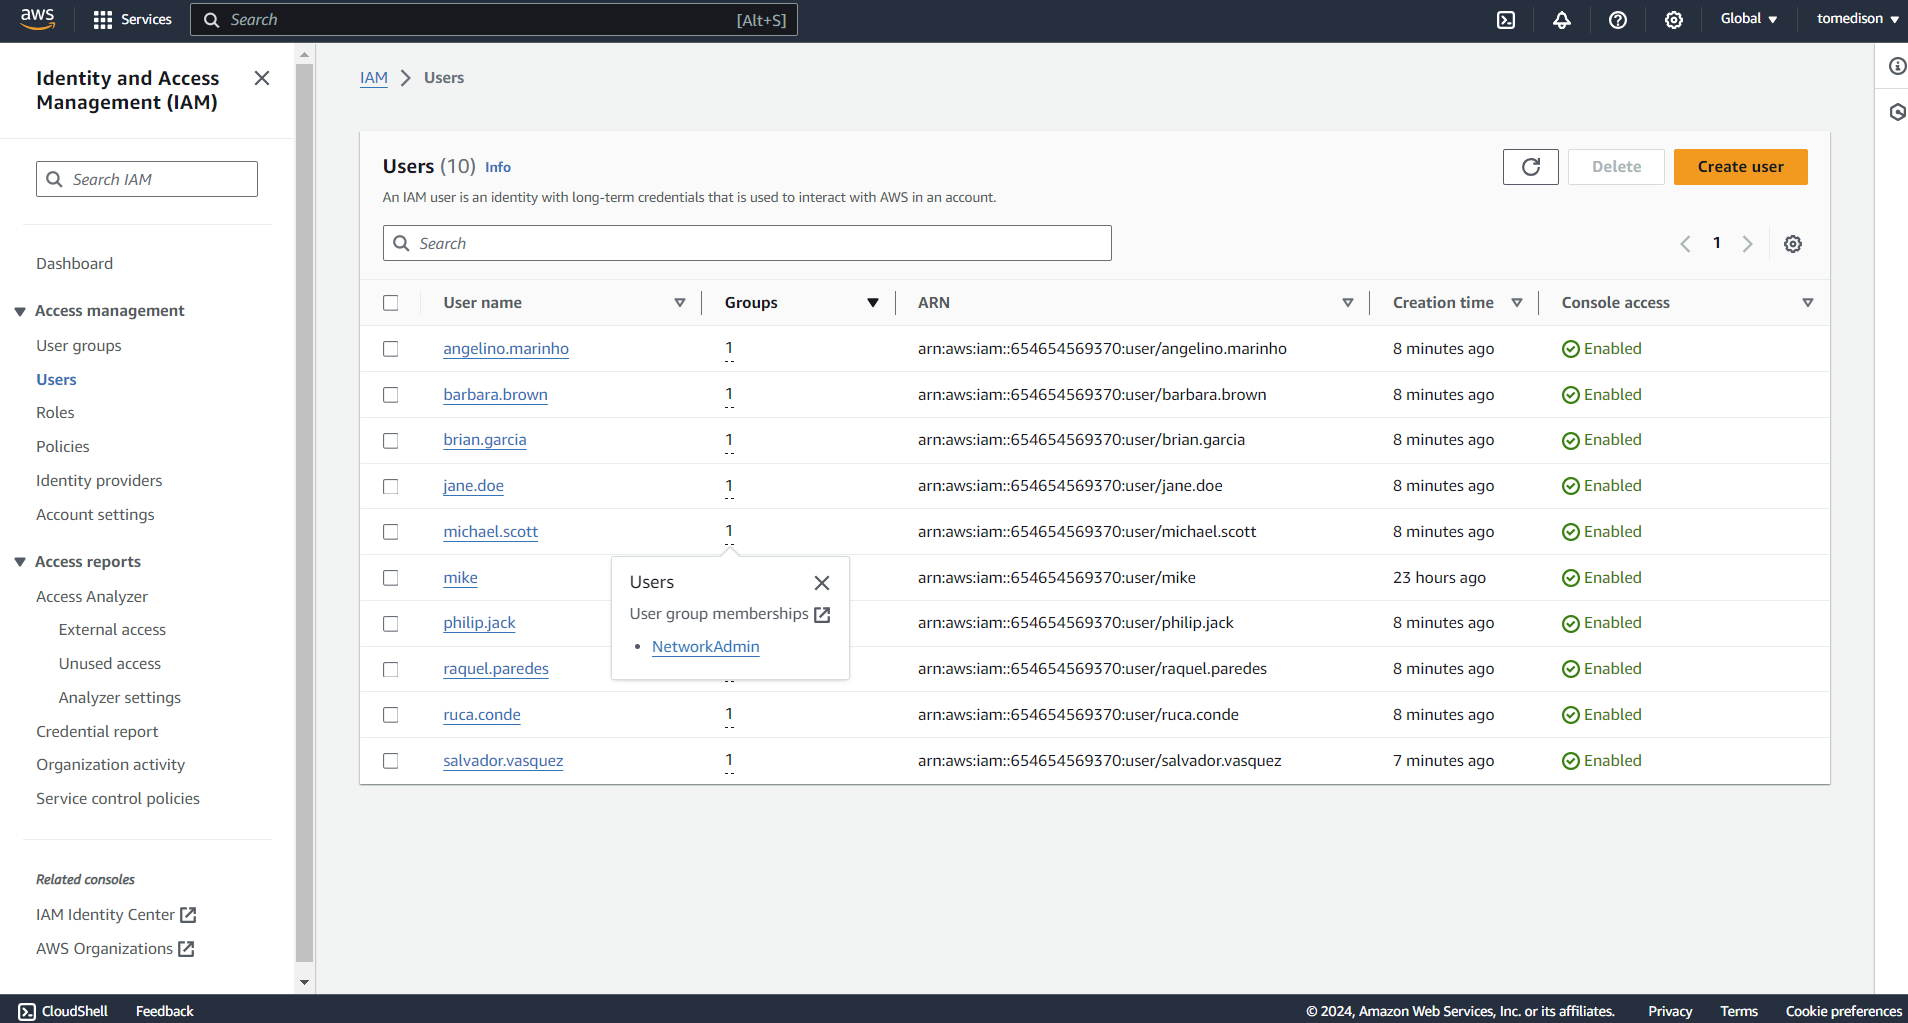 aws
Services
Search
[Alt+S]
Global
tomedison
Identity and Access
Management (IAM)
Search IAM
Dashboard
Access management
User groups
Users
Roles
Policies
Identity providers
Account settings
Access reports
Access Analyzer
External access
Unused access
Analyzer settings
Credential report
Organization activity
Service control policies
Related consoles
IAM Identity Center
AWS Organizations
IAM
Users
Users (10) Info
Delete
Create user
An IAM user is an identity with long-term credentials that is used to interact with AWS in an account.
Search
1
User name Groups ARN Creation time Console access
angelino.marinho 1 arn:aws:iam::654654569370:user/angelino.marinho 8 minutes ago Enabled
barbara.brown 1 arn:aws:iam::654654569370:user/barbara.brown 8 minutes ago Enabled
brian.garcia 1 arn:aws:iam::654654569370:user/brian.garcia 8 minutes ago Enabled
jane.doe 1 arn:aws:iam::654654569370:user/jane.doe 8 minutes ago Enabled
michael.scott 1 arn:aws:iam::654654569370:user/michael.scott 8 minutes ago Enabled
mike arn:aws:iam::654654569370:user/mike 23 hours ago Enabled
philip.jack arn:aws:iam::654654569370:user/philip.jack 8 minutes ago Enabled
raquel.paredes arn:aws:iam::654654569370:user/raquel.paredes 8 minutes ago Enabled
ruca.conde 1 arn:aws:iam::654654569370:user/ruca.conde 8 minutes ago Enabled
salvador.vasquez 1 arn:aws:iam::654654569370:user/salvador.vasquez 7 minutes ago Enabled
Users
User group memberships
• NetworkAdmin
CloudShell
Feedback
© 2024, Amazon Web Services, Inc. or its affiliates.
Privacy
Terms
Cookie preferences